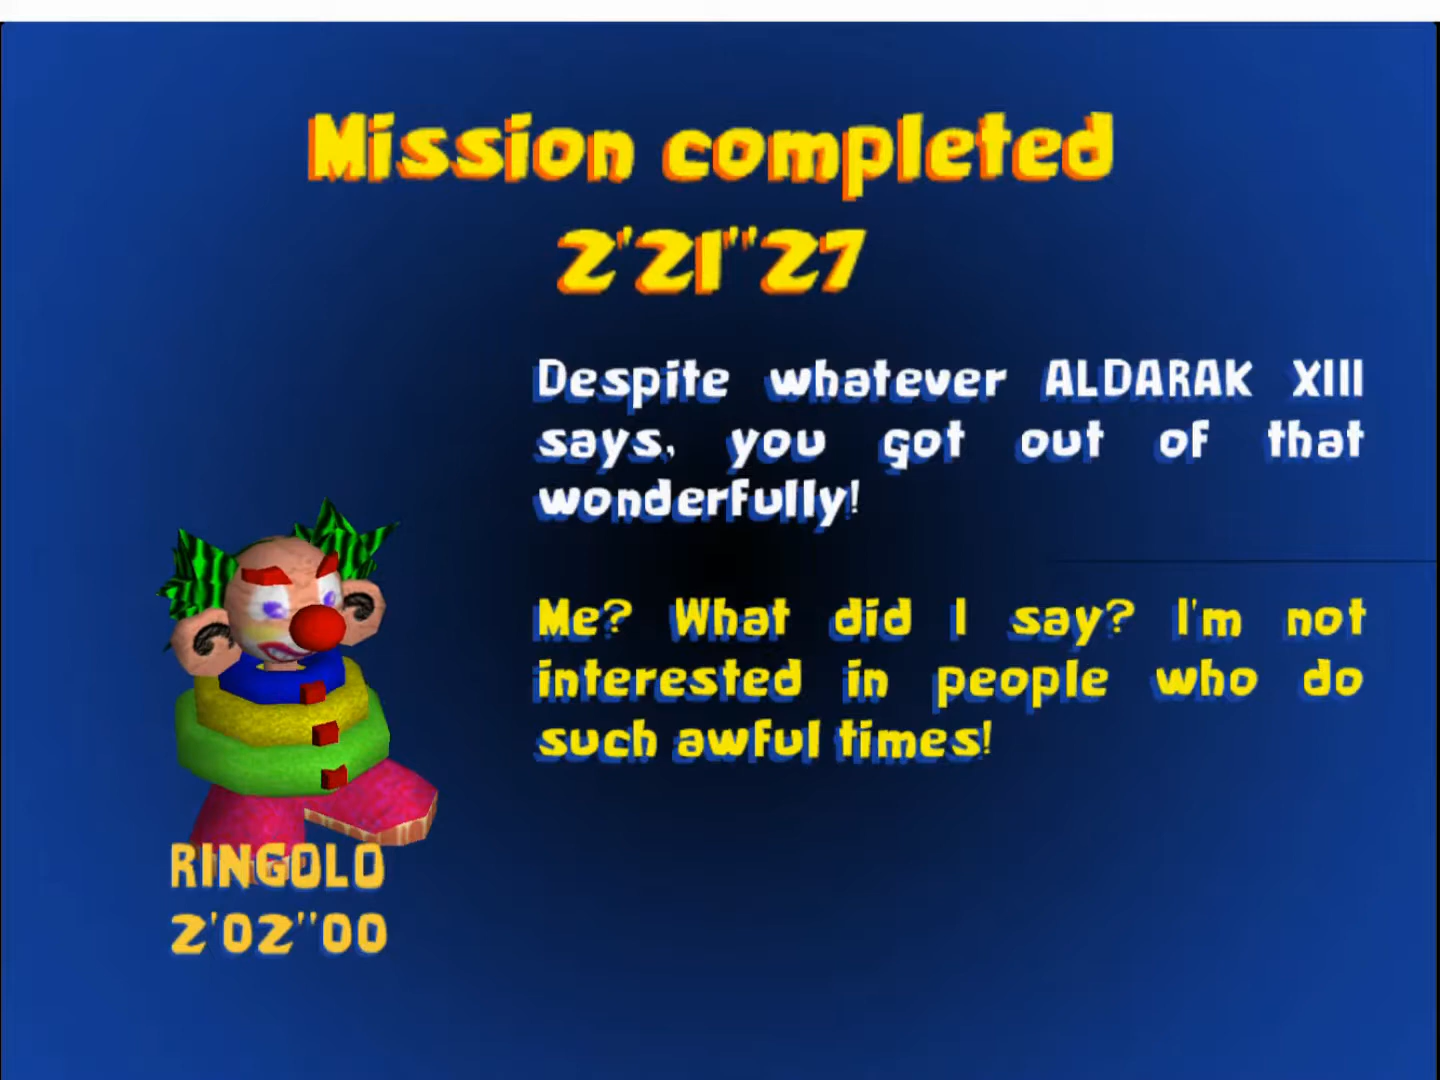 Mission completed
2'21"27
Despite whatever ALDARAK XIII
says, you got out of that
wonderfully!
Me? What did I say? I'm not
interested in people who do
such awful times!
RINGOLO
2'02"00